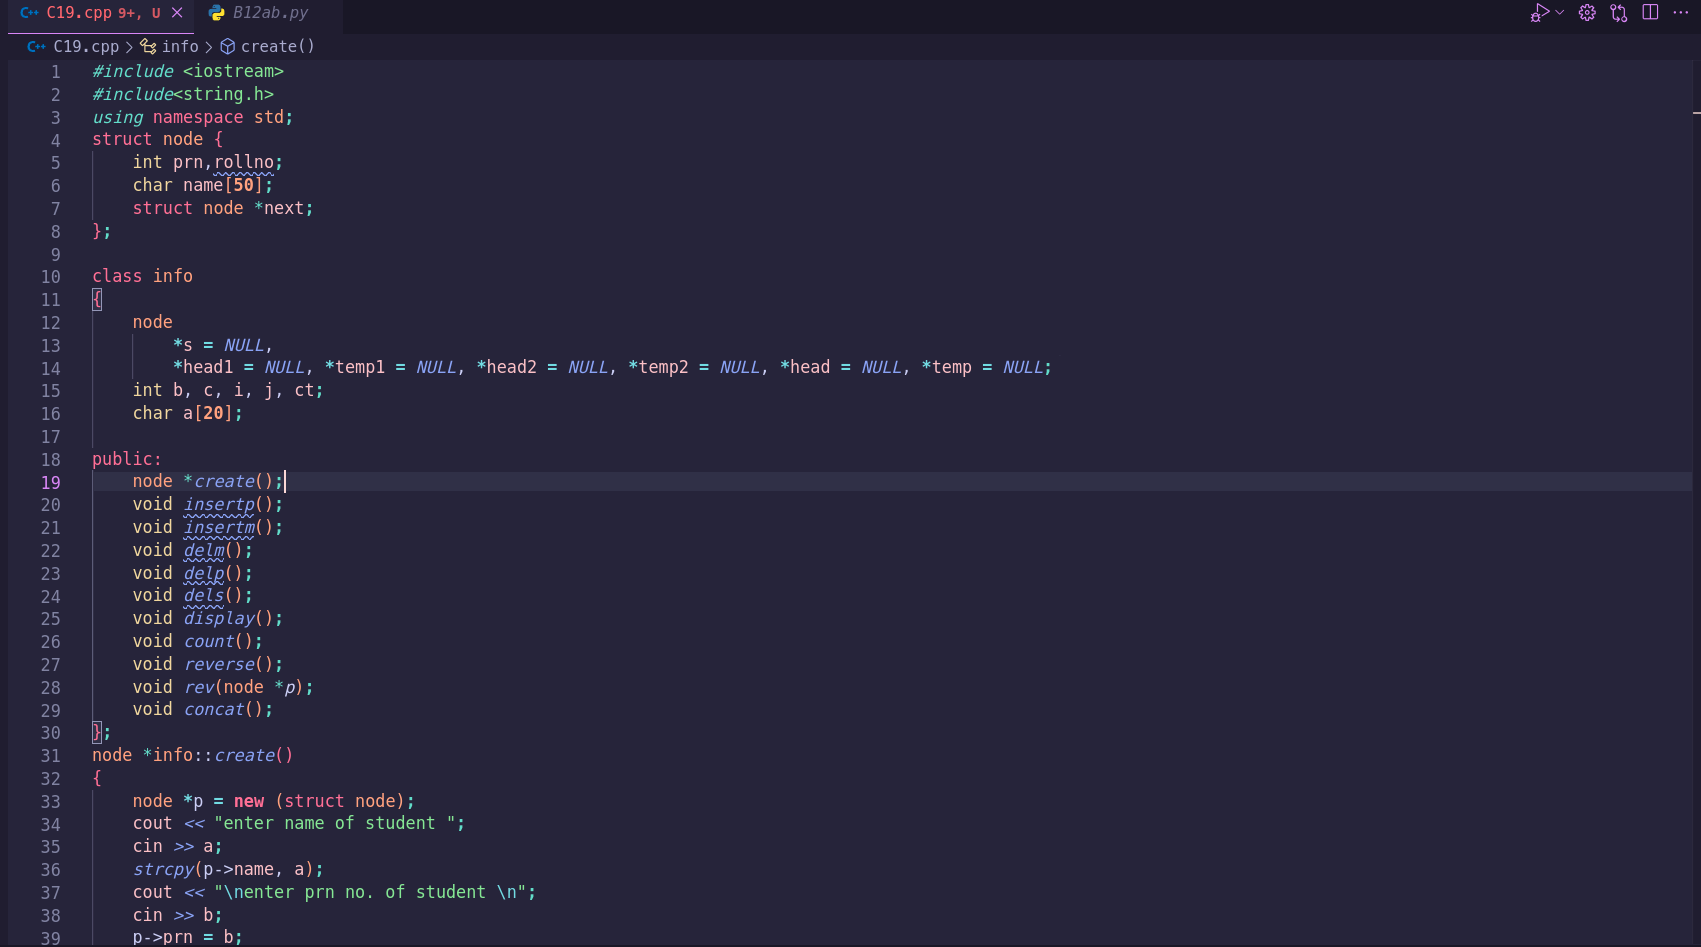 C++ C19.cpp 9+, U B12ab.py
C++ C19.cpp > info > create()
1 #include <iostream>
2 #include<string.h>
3 using namespace std;
4 struct node {
5 int prn,rollno;
6 char name[50];
7 struct node *next;
8 };
9
10 class info
11 {
12 node
13 *s = NULL,
14 *head1 = NULL, *temp1 = NULL, *head2 = NULL, *temp2 = NULL, *head = NULL, *temp = NULL;
15 int b, c, i, j, ct;
16 char a[20];
17
18 public:
19 node *create();
20 void insertp();
21 void insertm();
22 void delm();
23 void delp();
24 void dels();
25 void display();
26 void count();
27 void reverse();
28 void rev(node *p);
29 void concat();
30 };
31 node *info::create()
32 {
33 node *p = new (struct node);
34 cout << "enter name of student ";
35 cin >> a;
36 strcpy(p->name, a);
37 cout << "\nenter prn no. of student \n";
38 cin >> b;
39 p->prn = b;